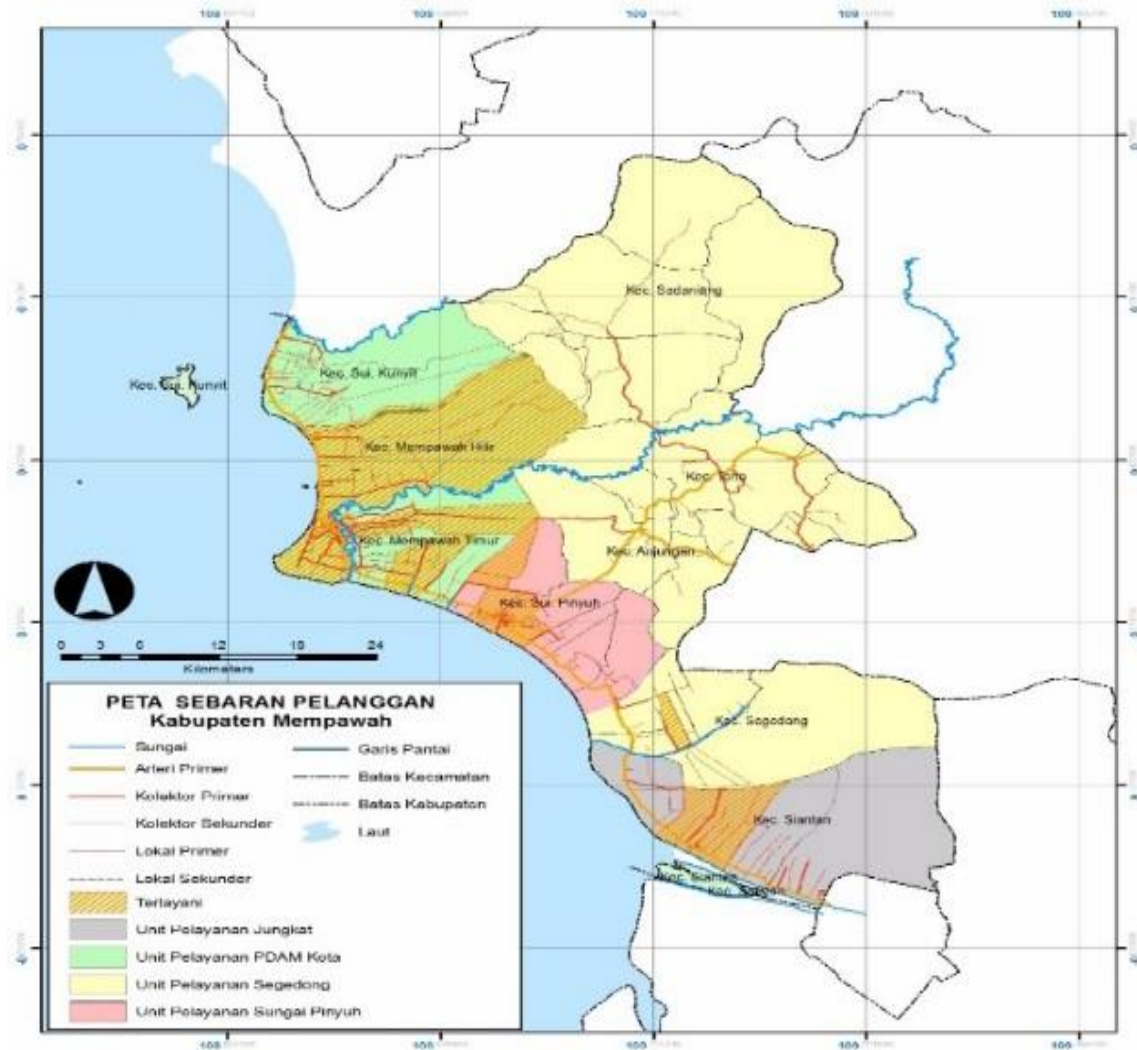 Kec. Sadaniang
Kec. Sui. Kunyit
Kec. Sui. Kunyit
Kec. Mempawah Hilir
Kec. Toho
Kec. Mempawah Timur
Kec. Anjungan
Kec. Sui. Pinyuh
Kec. Segedong
Kec. Siantan
Kec. Siantan
0 3 6 12 18 24
Kilometers
PETA SEBARAN PELANGGAN
Kabupaten Mempawah
Sungai
Arteri Primer
Kolektor Primer
Kolektor Sekunder
Lokal Primer
Lokal Sekunder
Terlayani
Unit Pelayanan Jungkat
Unit Pelayanan PDAM Kota
Unit Pelayanan Segedong
Unit Pelayanan Sungai Pinyuh
Garis Pantai
Batas Kecamatan
Batas Kabupaten
Laut